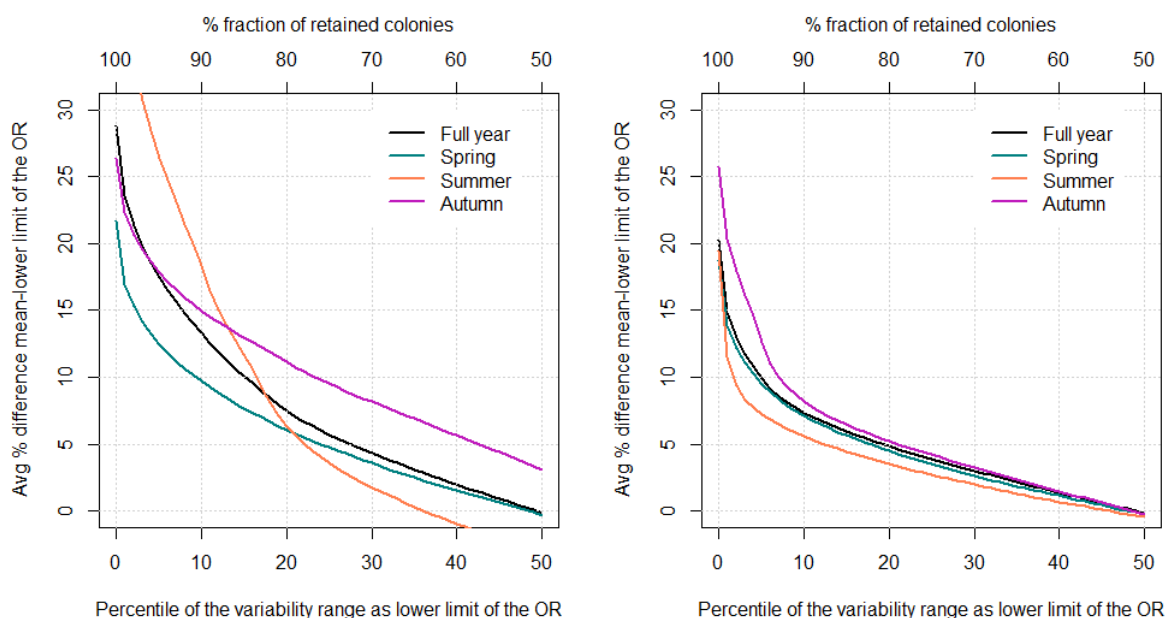 % fraction of retained colonies
100 90 80 70 60 50
30
25
20
15
10
5
0
Avg % difference mean-lower limit of the OR
Full year
Spring
Summer
Autumn
0 10 20 30 40 50
Percentile of the variability range as lower limit of the OR
% fraction of retained colonies
100 90 80 70 60 50
30
25
20
15
10
5
0
Avg % difference mean-lower limit of the OR
Full year
Spring
Summer
Autumn
0 10 20 30 40 50
Percentile of the variability range as lower limit of the OR